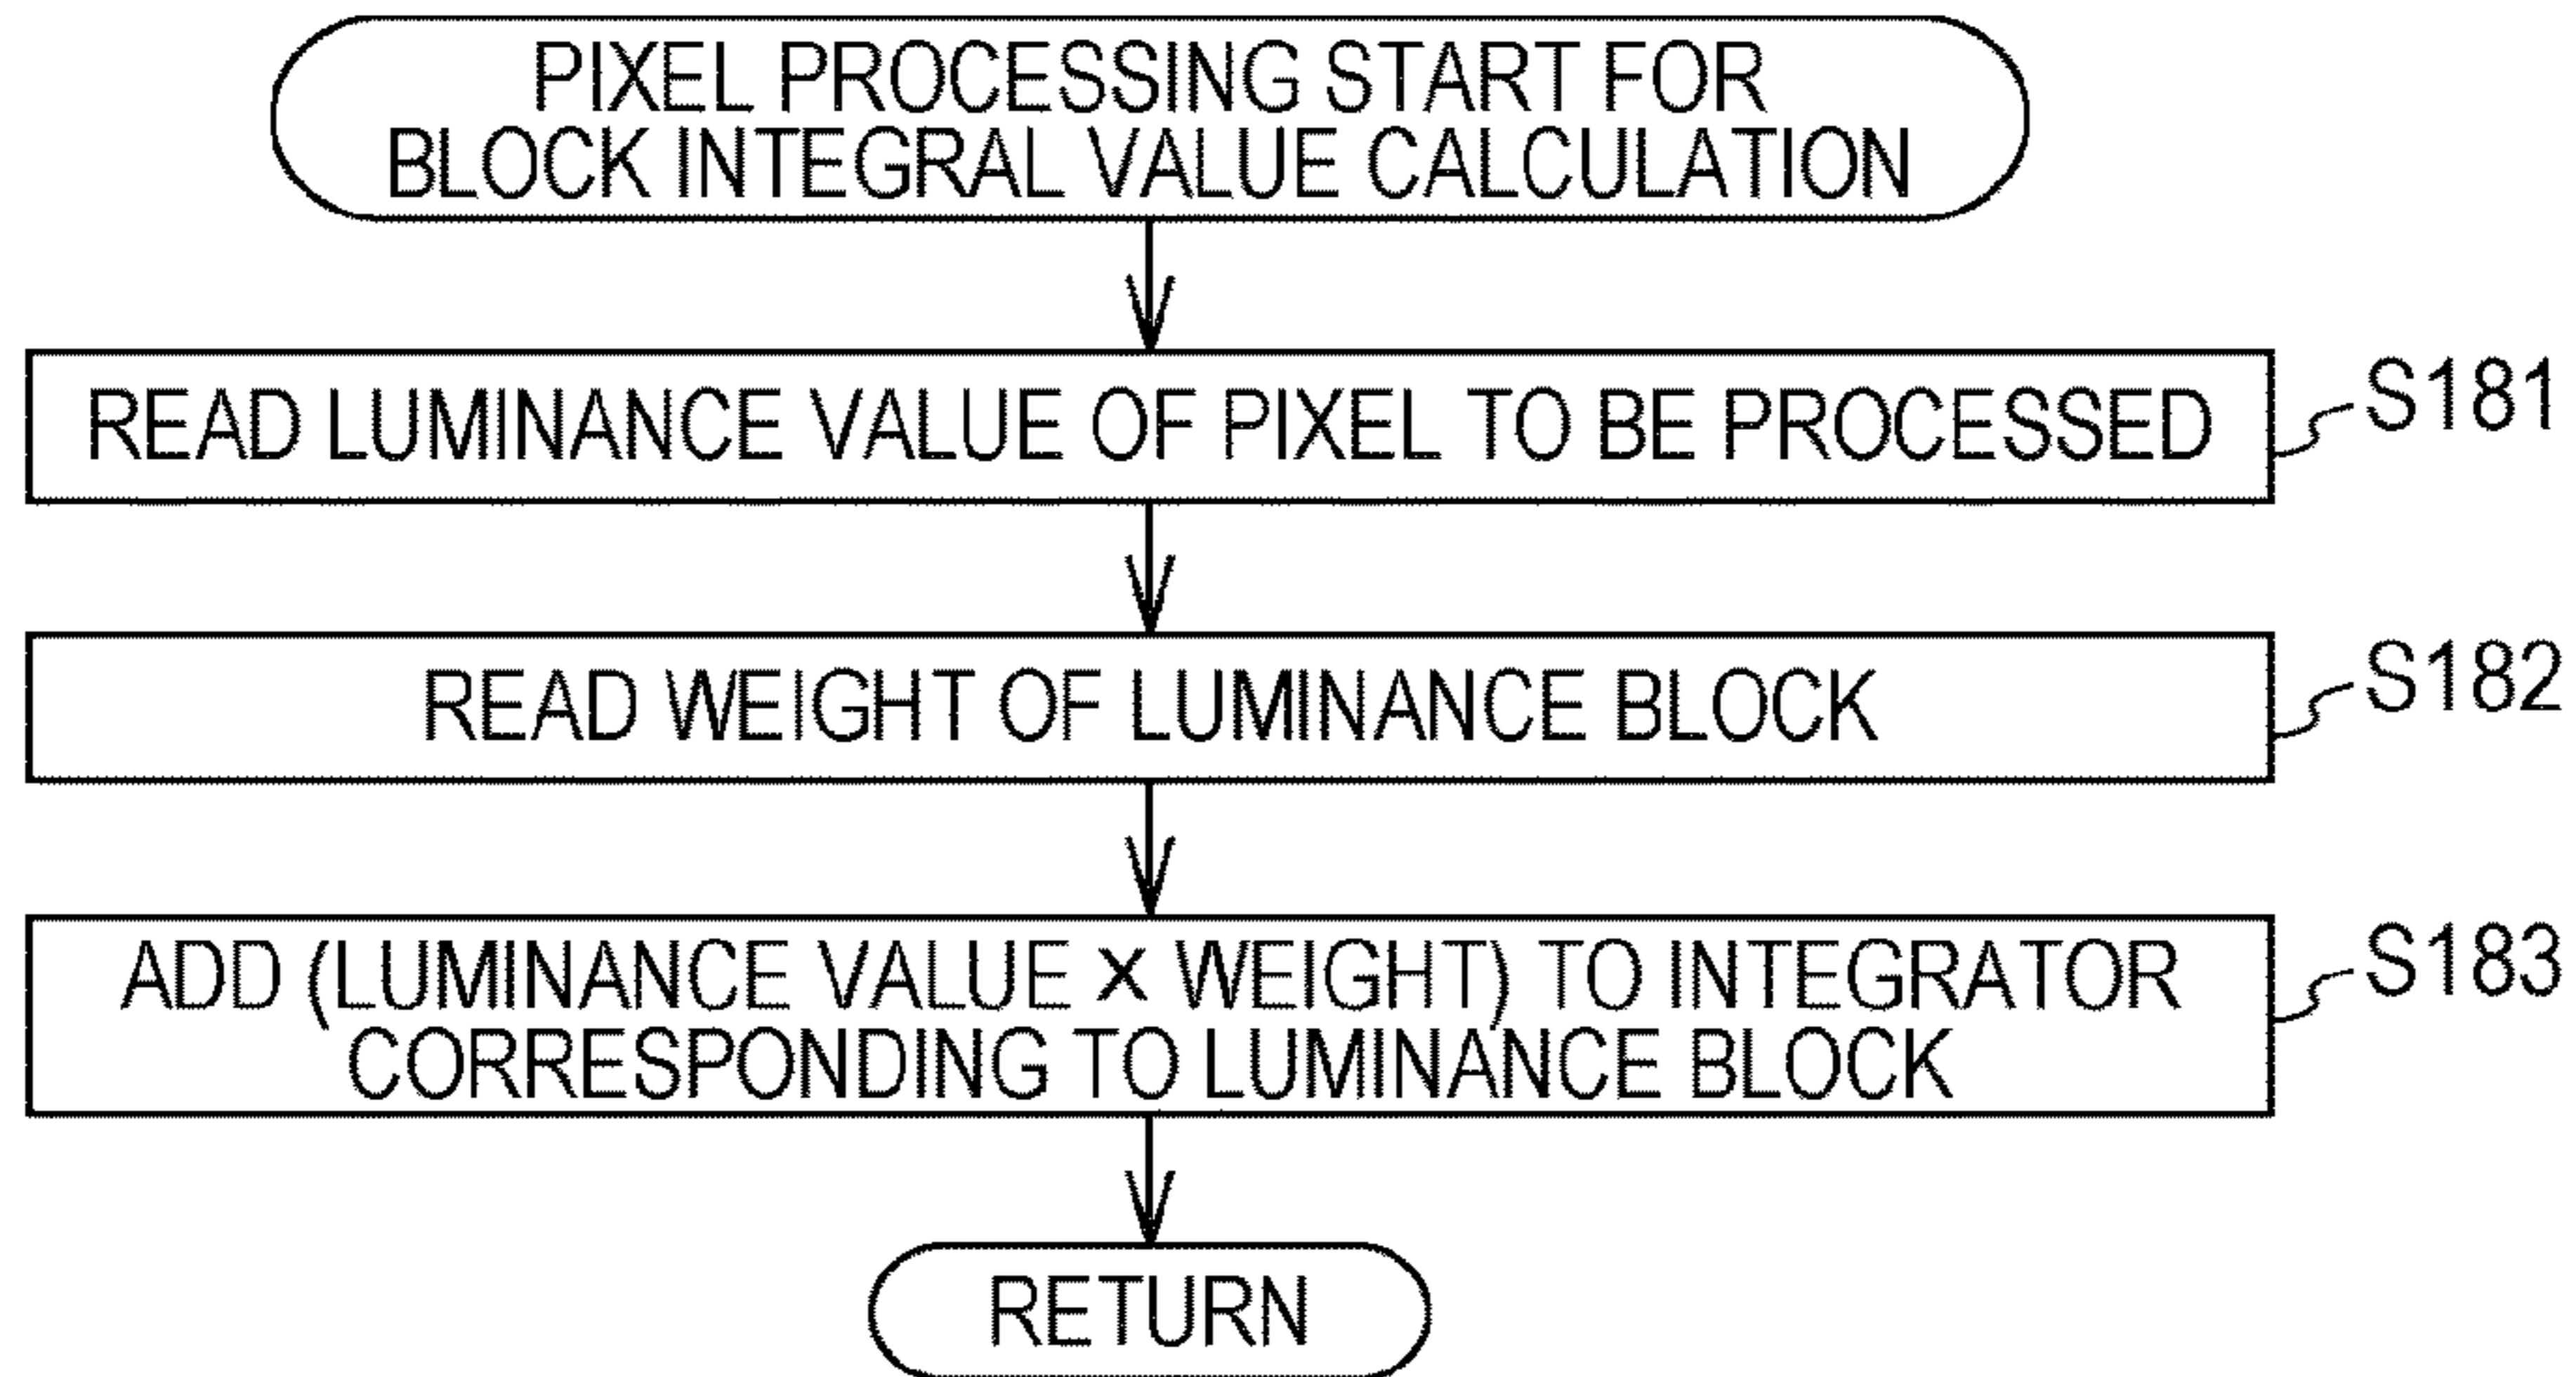 PIXEL PROCESSING START FOR
BLOCK INTEGRAL VALUE CALCULATION
READ LUMINANCE VALUE OF PIXEL TO BE PROCESSED
S181
READ WEIGHT OF LUMINANCE BLOCK
S182
ADD (LUMINANCE VALUE × WEIGHT) TO INTEGRATOR
CORRESPONDING TO LUMINANCE BLOCK
S183
RETURN